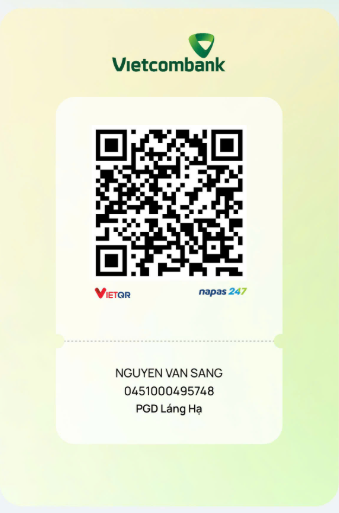 Vietcombank
VIETQR
napas 247
NGUYEN VAN SANG
0451000495748
PGD Láng Hạ